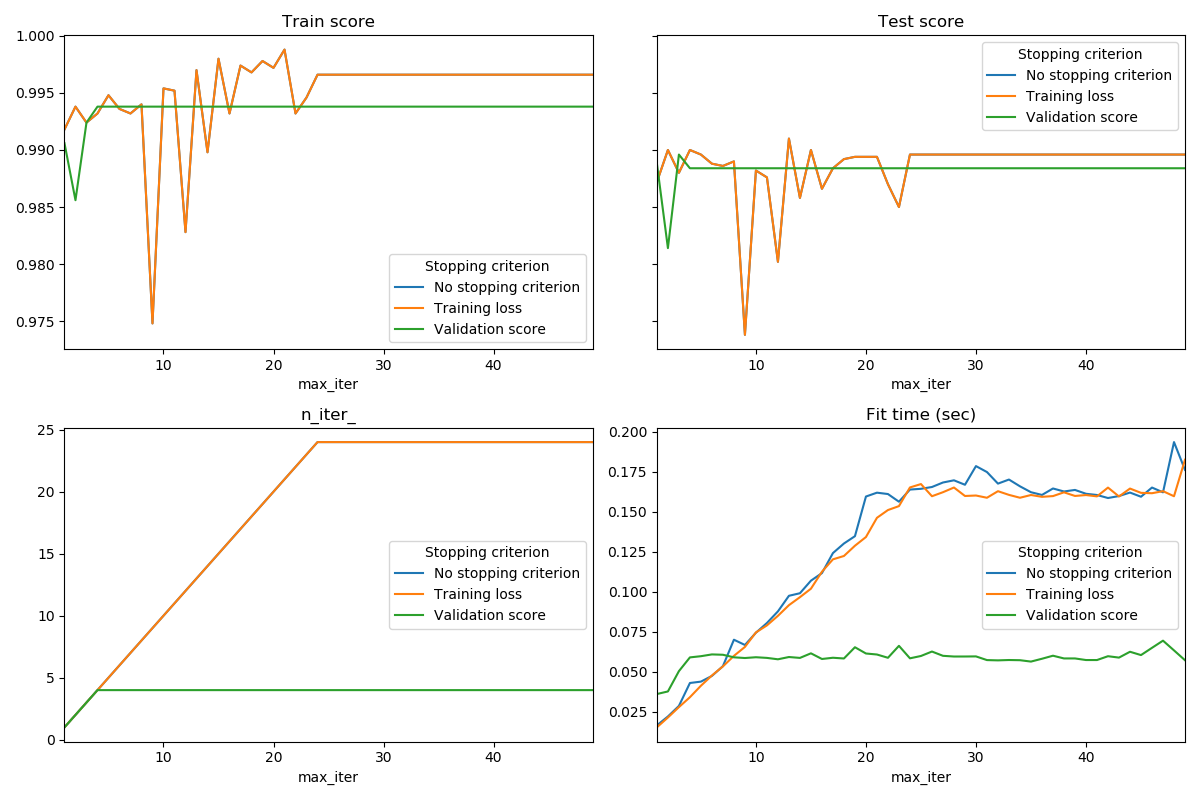 Train score
1.000
0.995
0.990
0.985
0.980
0.975
Stopping criterion
No stopping criterion
Training loss
Validation score
10 20 30 40
max_iter
Test score
Stopping criterion
No stopping criterion
Training loss
Validation score
10 20 30 40
max_iter
n_iter_
25
20
15
10
5
0
Stopping criterion
No stopping criterion
Training loss
Validation score
10 20 30 40
max_iter
Fit time (sec)
0.200
0.175
0.150
0.125
0.100
0.075
0.050
0.025
Stopping criterion
No stopping criterion
Training loss
Validation score
10 20 30 40
max_iter